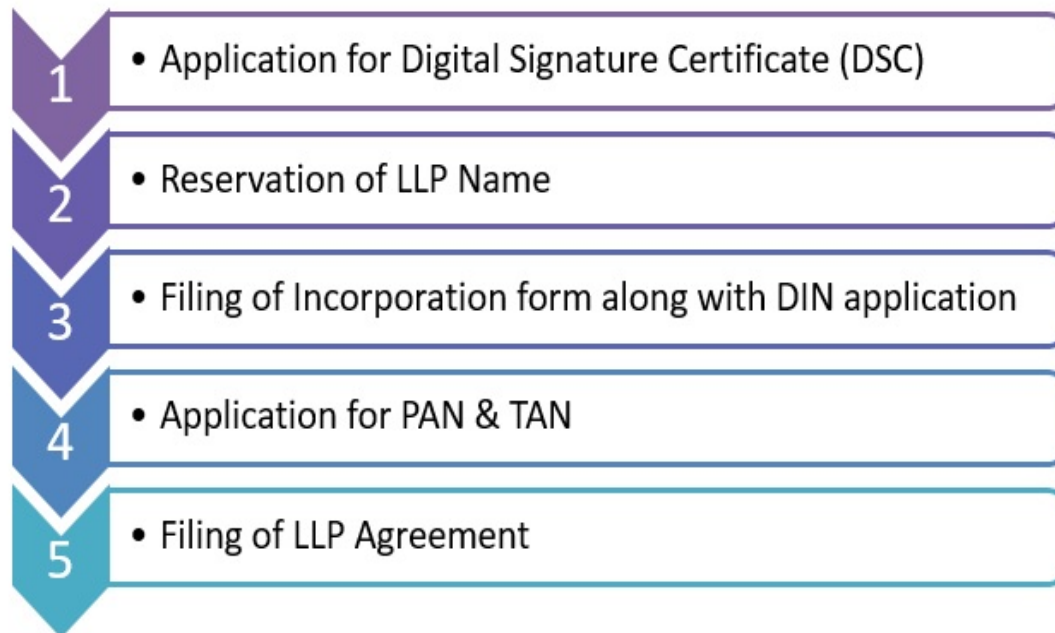 1
• Application for Digital Signature Certificate (DSC)
2
• Reservation of LLP Name
3
• Filing of Incorporation form along with DIN application
4
• Application for PAN & TAN
5
• Filing of LLP Agreement